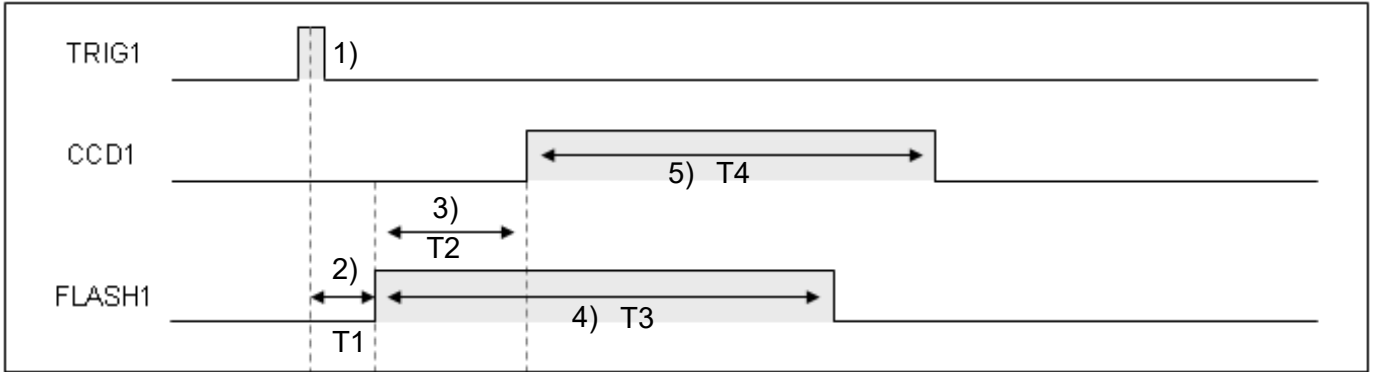 TRIG1 1)
CCD1 5) T4
3)
T2
2)
FLASH1 4) T3
T1